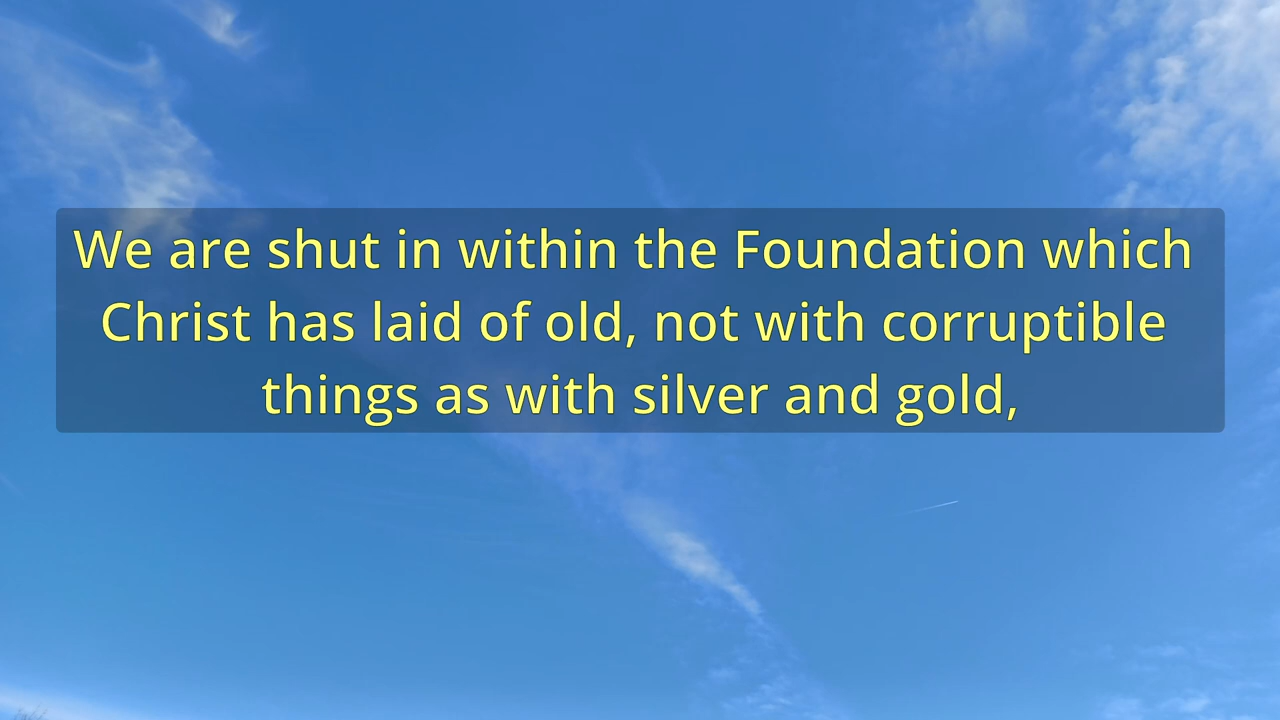 We are shut in within the Foundation which
Christ has laid of old, not with corruptible
things as with silver and gold,